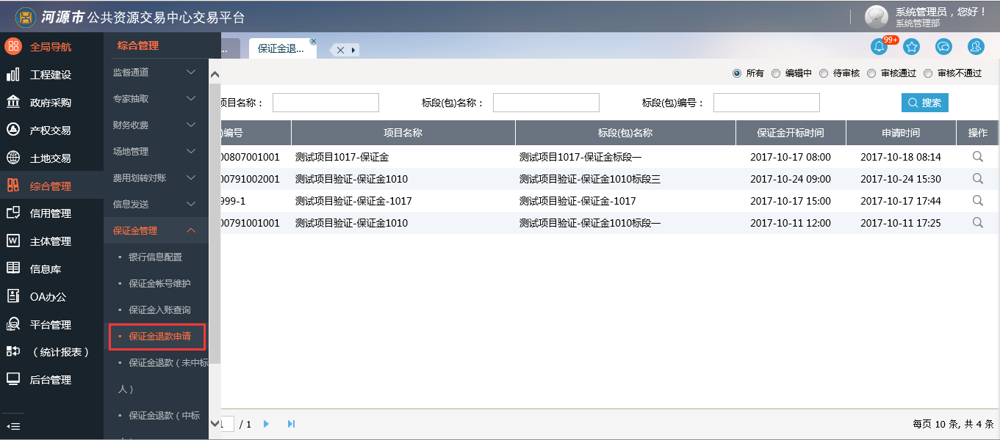 河源市公共资源交易中心交易平台
系统管理员，您好！
系统管理部
99+
全局导航
工程建设
政府采购
产权交易
土地交易
综合管理
信用管理
主体管理
信息库
OA办公
平台管理
（统计报表）
后台管理
综合管理
监督通道
专家抽取
财务收费
场地管理
费用划转对账
信息发送
保证金管理
银行信息配置
保证金帐号维护
保证金入账查询
保证金退款申请
保证金退款（未中标
人）
保证金退款（中标
...
保证金退...
所有 编辑中 待审核 审核通过 审核不通过
项目名称： 标段(包)名称： 标段(包)编号： 搜索
)编号 项目名称 标段(包)名称 保证金开标时间 申请时间 操作
00807001001 测试项目1017-保证金 测试项目1017-保证金标段一 2017-10-17 08:00 2017-10-18 08:14
00791002001 测试项目验证-保证金1010 测试项目验证-保证金1010标段三 2017-10-24 09:00 2017-10-24 15:30
999-1 测试项目验证-保证金-1017 测试项目验证-保证金-1017 2017-10-17 15:00 2017-10-17 17:44
00791001001 测试项目验证-保证金1010 测试项目验证-保证金1010标段一 2017-10-11 12:00 2017-10-11 17:25
1 / 1
每页 10 条, 共 4 条